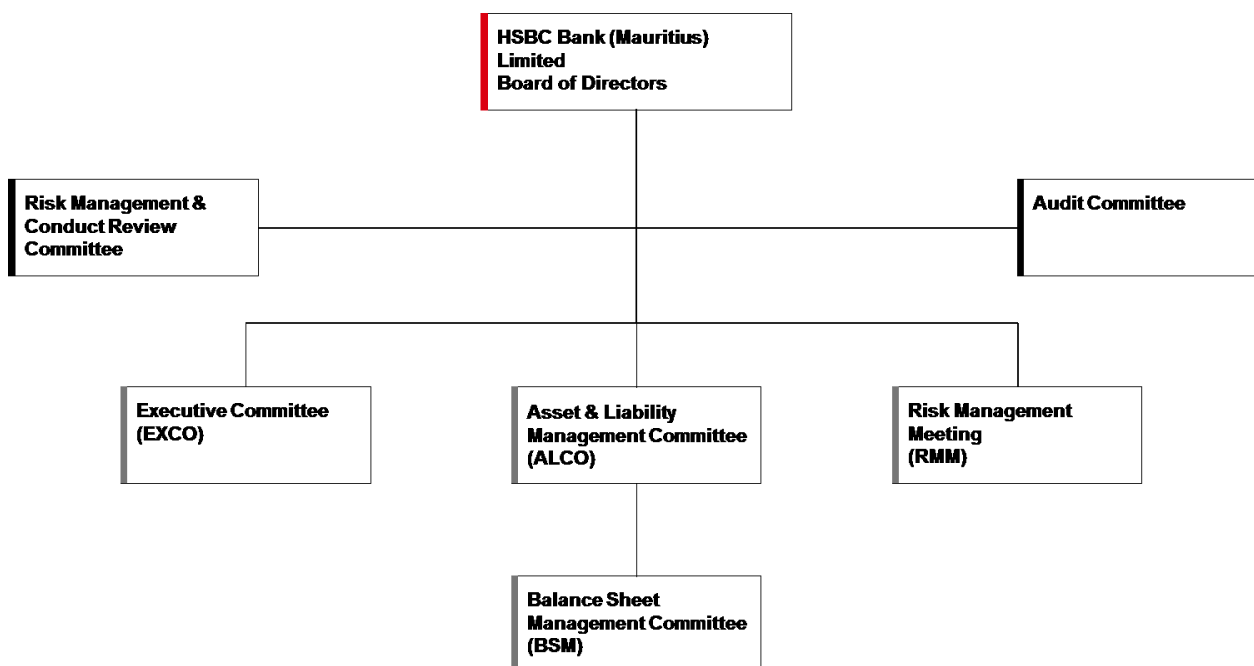 HSBC Bank (Mauritius)
Limited
Board of Directors
Risk Management &
Conduct Review
Committee
Audit Committee
Executive Committee
(EXCO)
Asset & Liability
Management Committee
(ALCO)
Risk Management
Meeting
(RMM)
Balance Sheet
Management Committee
(BSM)